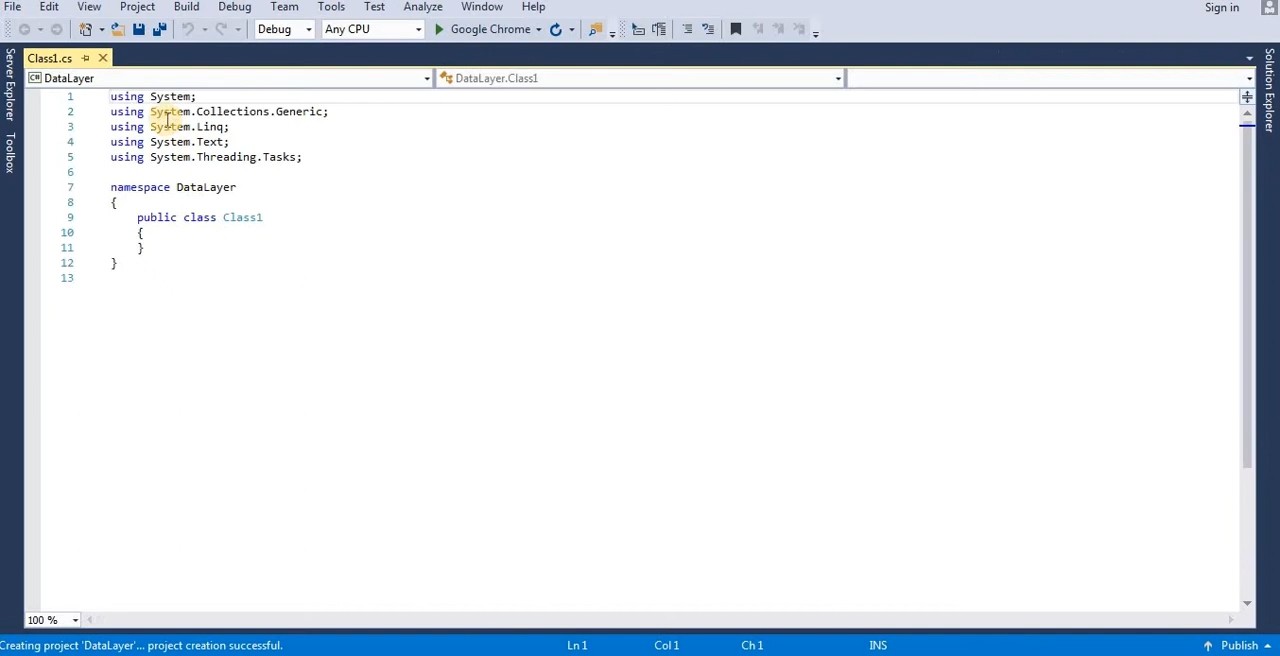 File Edit View Project Build Debug Team Tools Test Analyze Window Help Sign in
Debug Any CPU Google Chrome
Server Explorer
Toolbox
Solution Explorer
Class1.cs
C# DataLayer DataLayer.Class1
1 using System;
2 using System.Collections.Generic;
3 using System.Linq;
4 using System.Text;
5 using System.Threading.Tasks;
6
7 namespace DataLayer
8 {
9 public class Class1
10 {
11 }
12 }
13
100 %
Creating project 'DataLayer'... project creation successful. Ln 1 Col 1 Ch 1 INS Publish